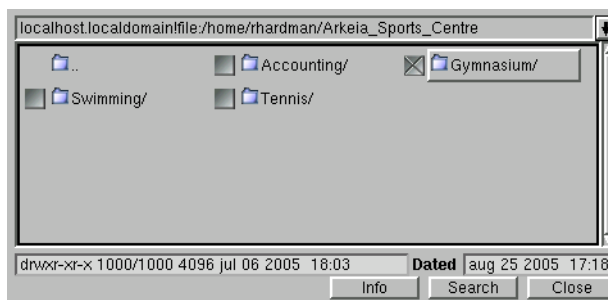 localhost.localdomain!file:/home/rhardman/Arkeia_Sports_Centre
.. Accounting/ Gymnasium/
Swimming/ Tennis/
drwxr-xr-x 1000/1000 4096 jul 06 2005 18:03 Dated aug 25 2005 17:18
Info Search Close